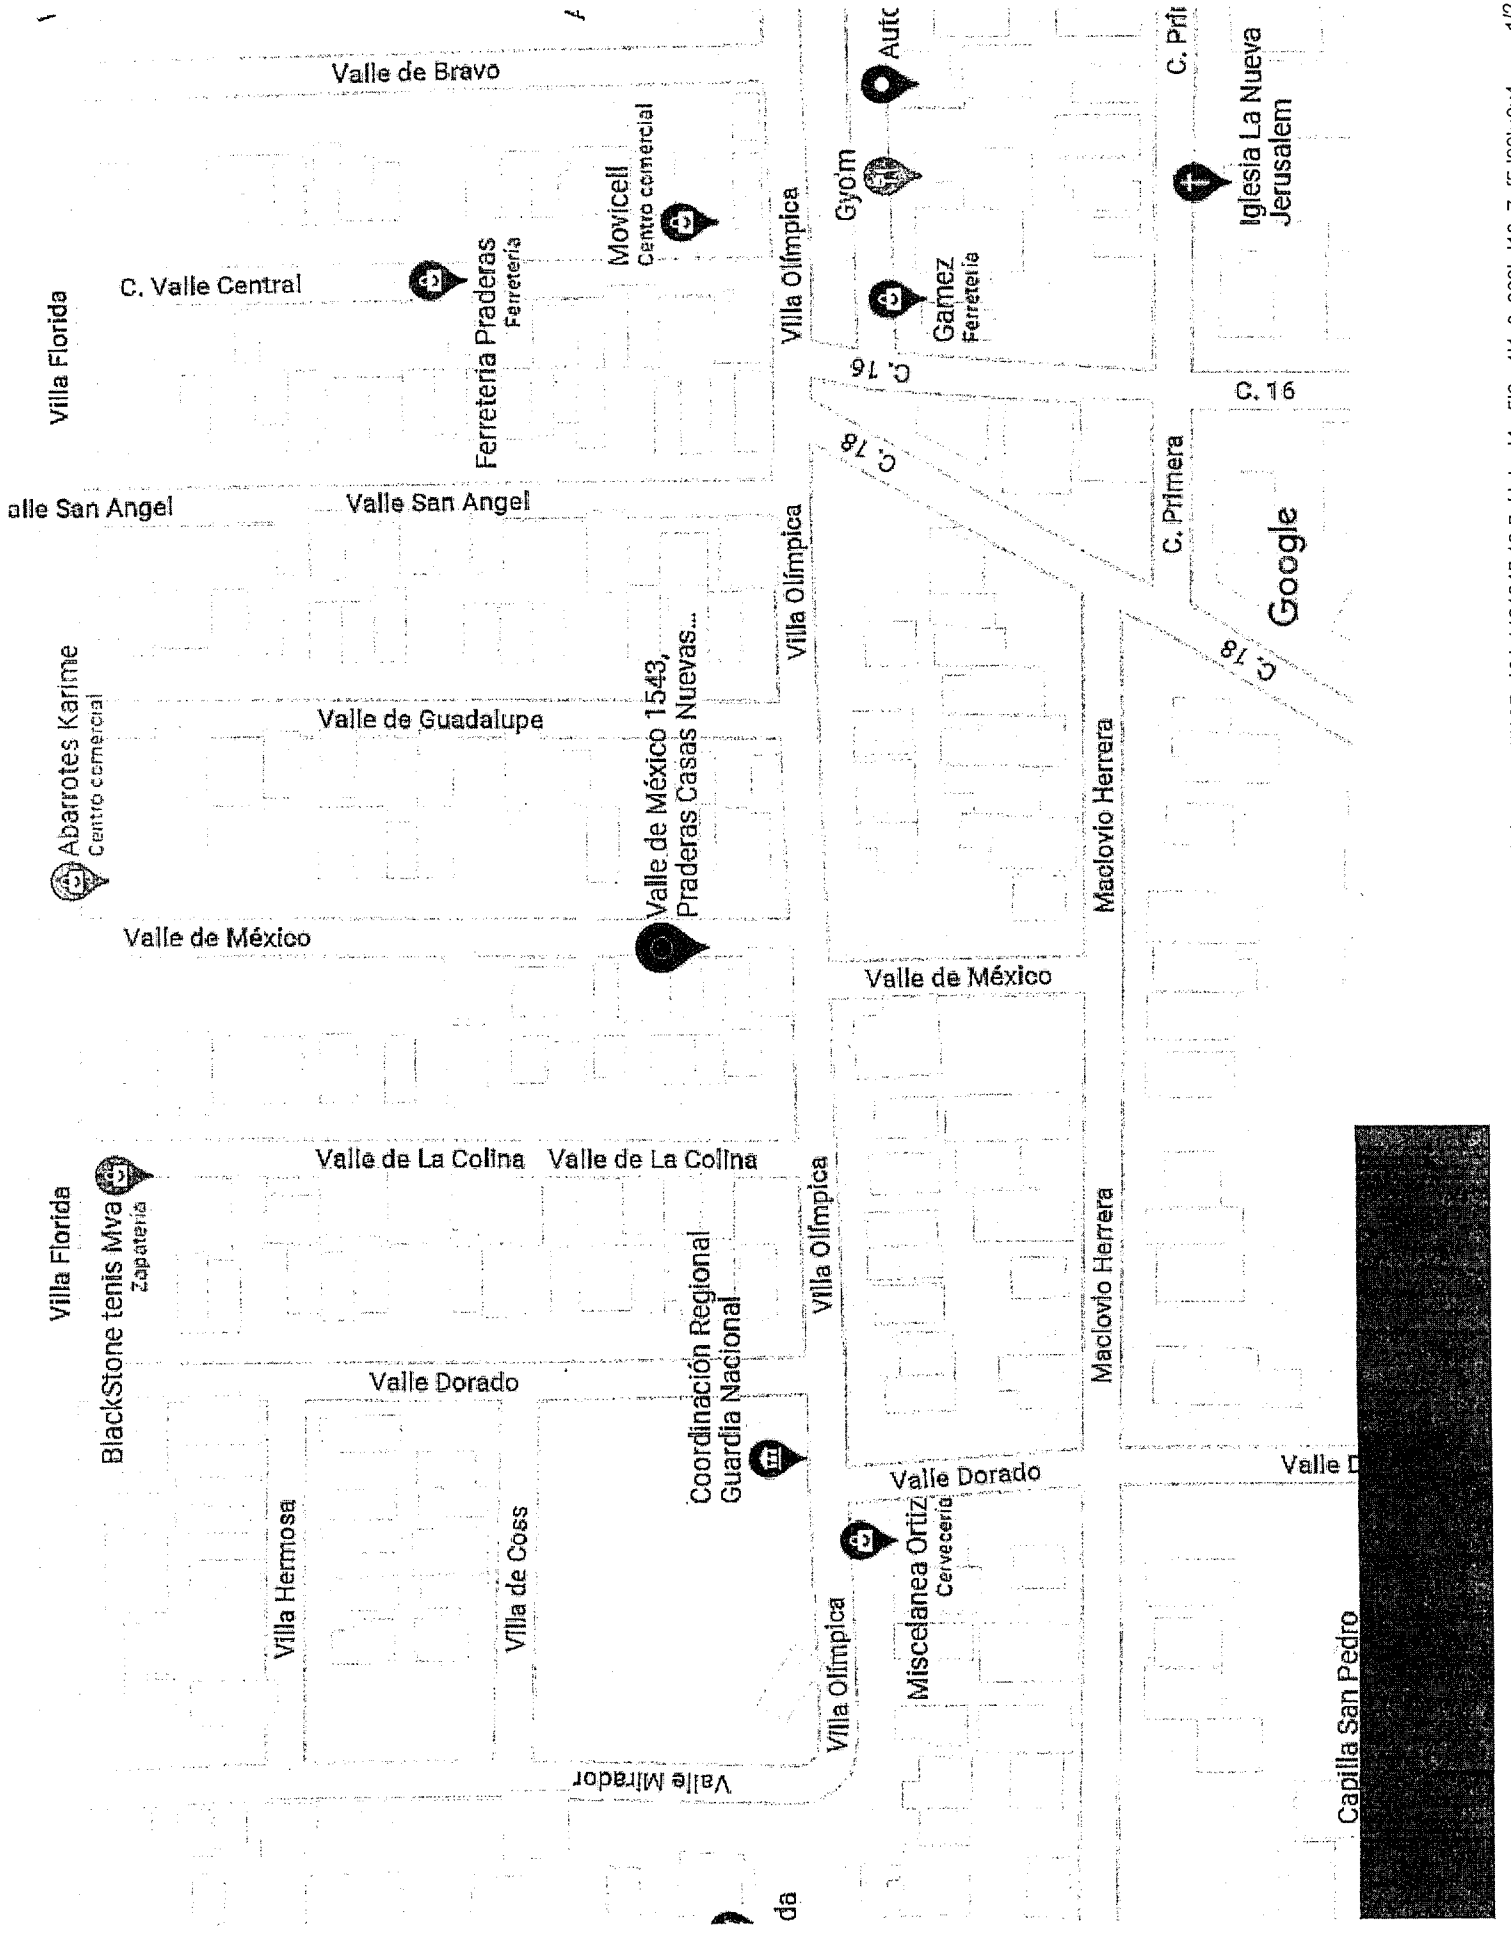 Valle de Bravo
Villa Florida
C. Valle Central
Movicell
Centro comercial
Ferretería Praderas
Ferretería
Villa Olímpica
Gyo'm
Gamez
Ferretería
C. Pri
Iglesia La Nueva
Jerusalem
C. 16
C. 16
C. 78
alle San Angel
Valle San Angel
Villa Olímpica
C. Primera
Google
C. 78
Abarrotes Karime
Centro comercial
Valle de Guadalupe
Valle de México 1543,
Praderas Casas Nuevas...
Maclovio Herrera
Valle de México
Valle de México
Villa Florida
BlackStone tenis Mva
Zapatería
Valle de La Colina
Valle de La Colina
Villa Olímpica
Maclovio Herrera
Coordinación Regional
Guardia Nacional
Valle Dorado
Valle Dorado
Valle D
Villa Hermosa
Villa de Coss
Miscelanea Ortiz
Cervecería
Villa Olímpica
Valle Mirador
Capilla San Pedro
da